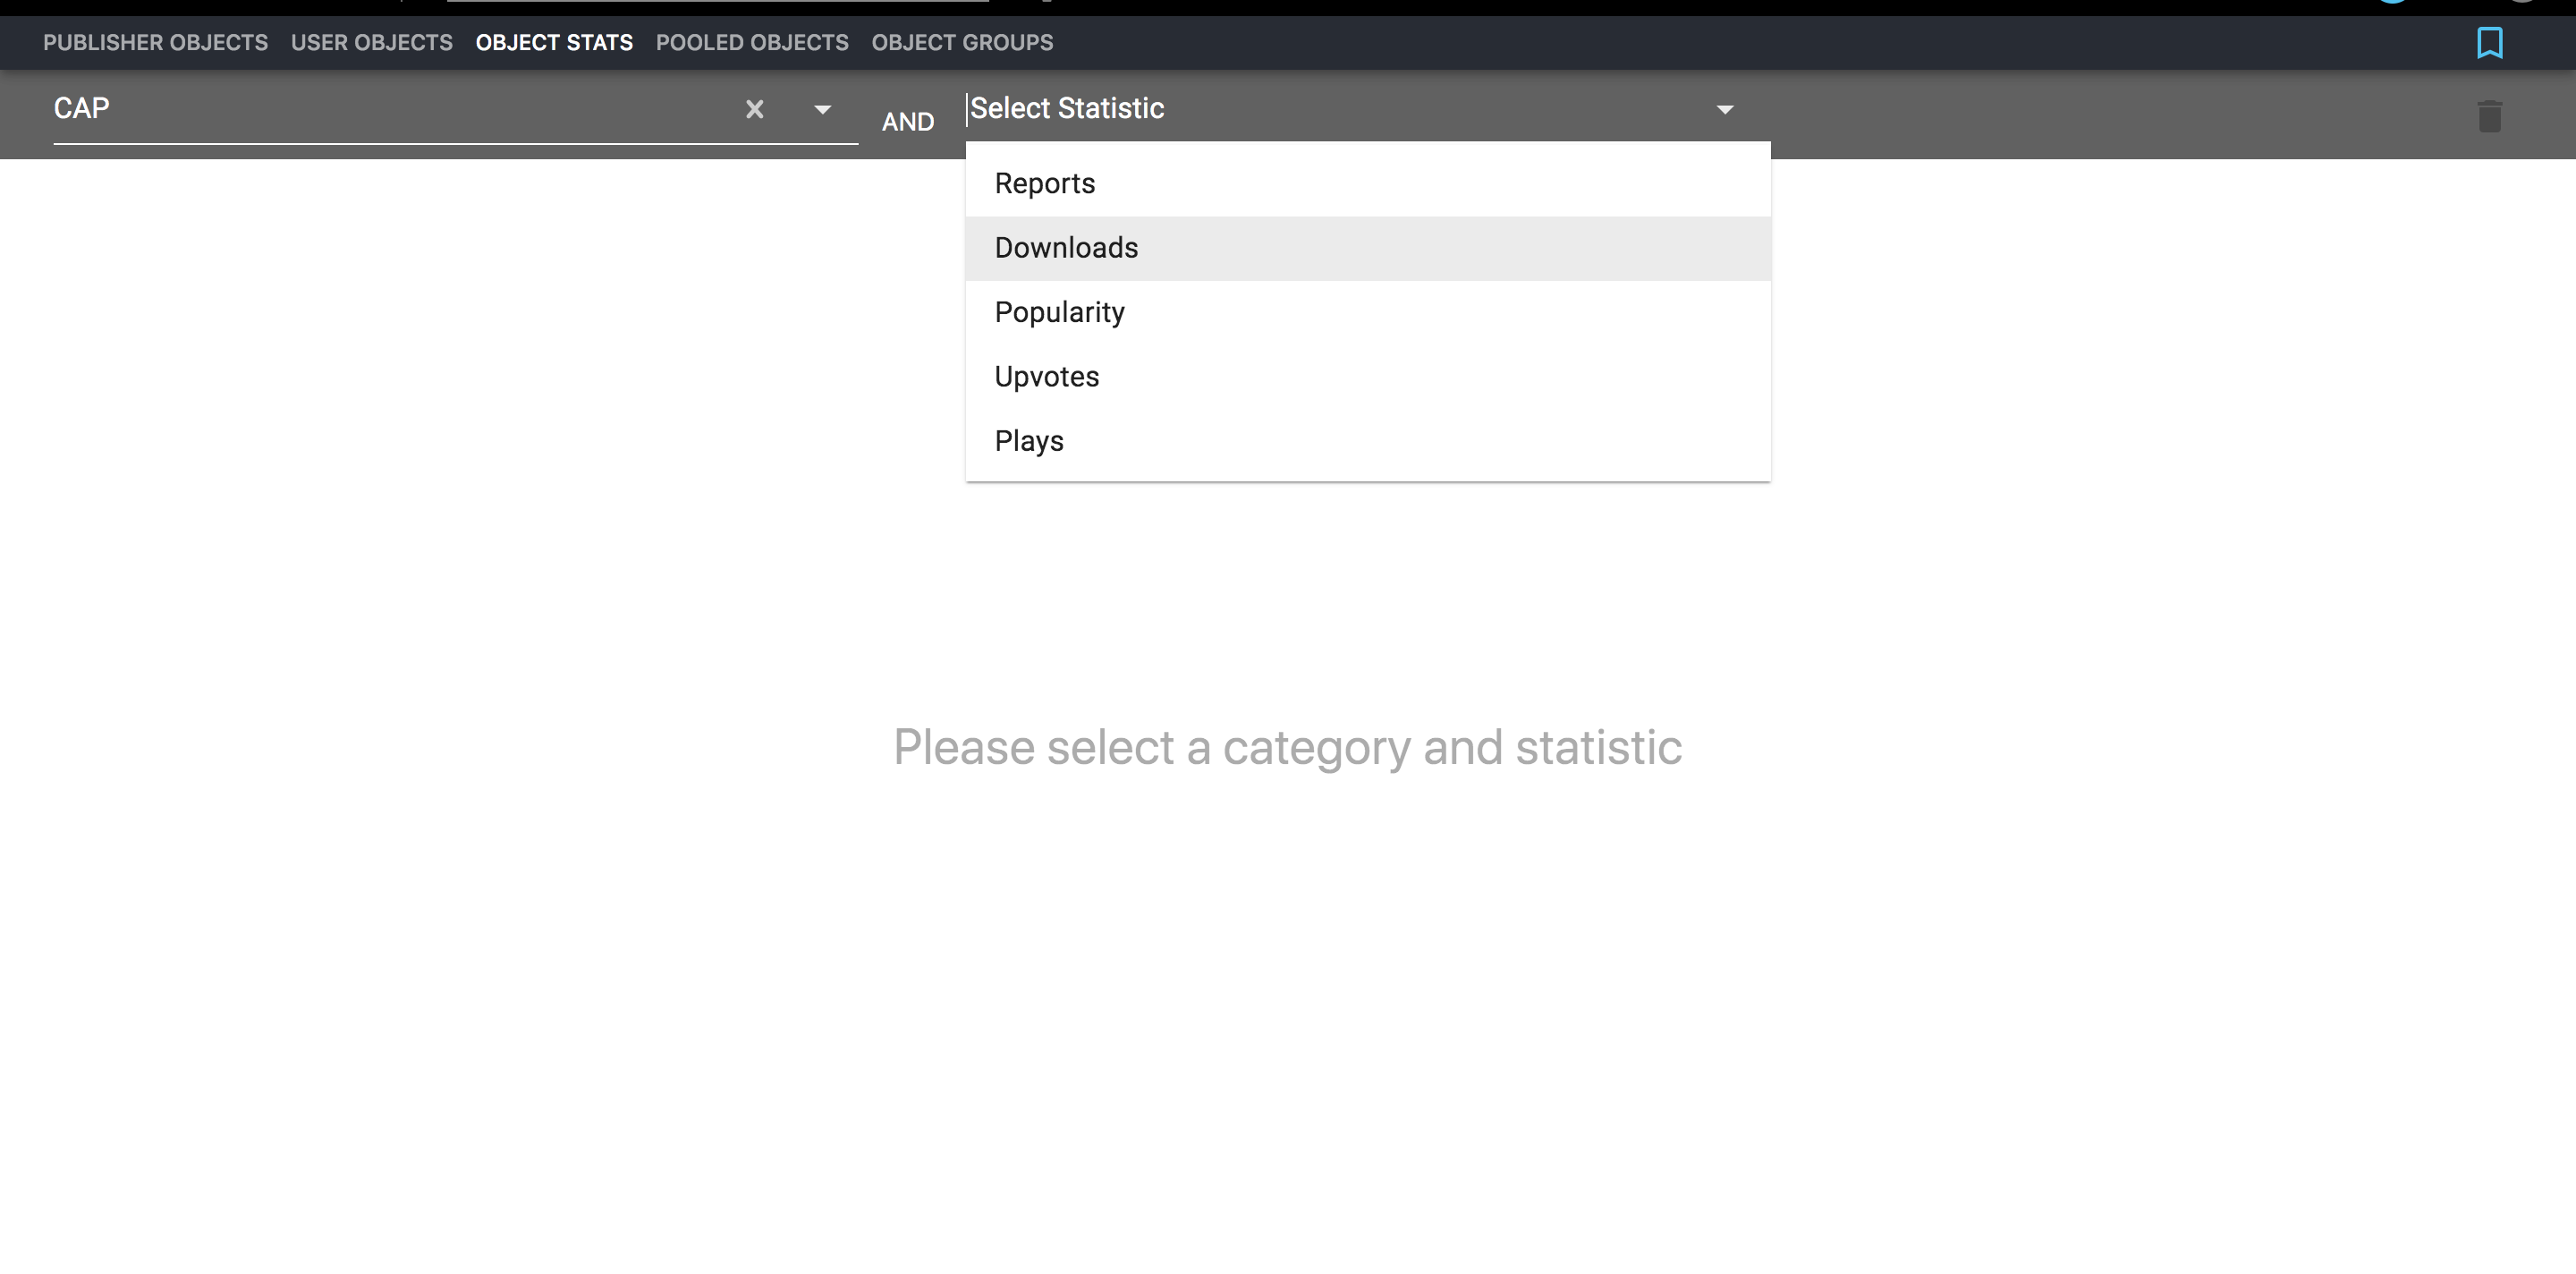 PUBLISHER OBJECTS USER OBJECTS OBJECT STATS POOLED OBJECTS OBJECT GROUPS
CAP AND Select Statistic
Reports
Downloads
Popularity
Upvotes
Plays
Please select a category and statistic